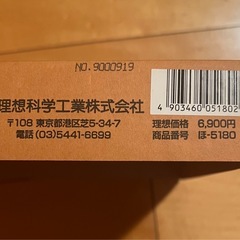 NO.9000919
理想科学工業株式会社
〒108 東京都港区芝5-34-7
電話 (03)5441-6699
4 903460 051802
理想価格 6,900円
商品番号 ほ-5180